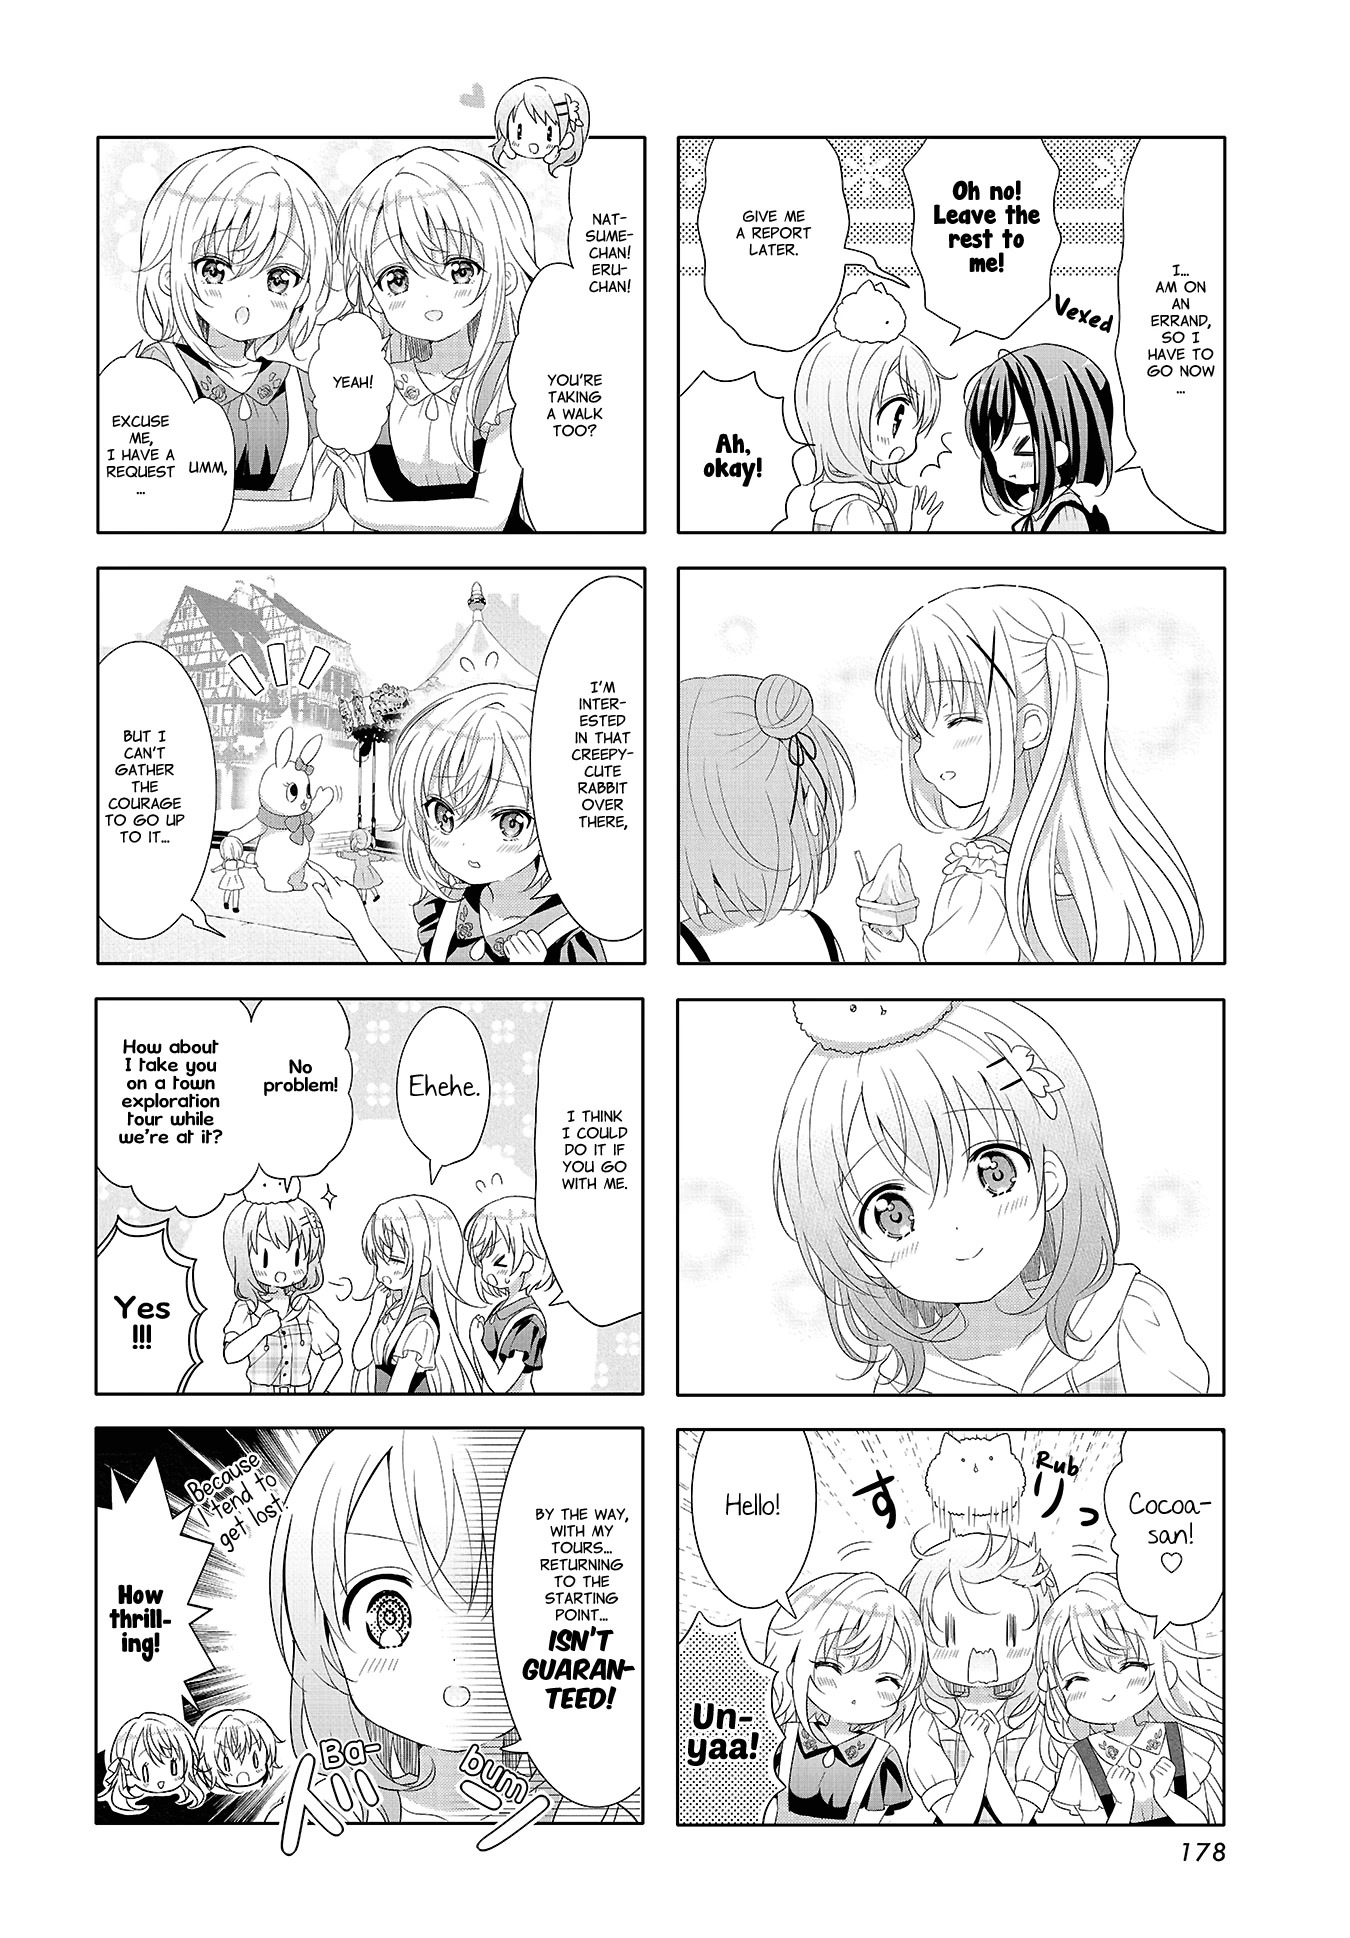 I...
AM ON
AN
ERRAND,
SO I
HAVE TO
GO NOW
...
Vexed
Oh no!
Leave the
rest to
me!
GIVE ME
A REPORT
LATER.
Ah,
okay!
Cocoa-
san!
♡
Rub
すりっ
Hello!
Un-
yaa!
NAT-
SUME-
CHAN!
ERU-
CHAN!
YOU'RE
TAKING
A WALK
TOO?
YEAH!
UMM,
EXCUSE
ME,
I HAVE A
REQUEST
...
I'M
INTER-
ESTED
IN THAT
CREEPY-
CUTE
RABBIT
OVER
THERE,
BUT I
CAN'T
GATHER
THE
COURAGE
TO GO UP
TO IT...
I THINK
I COULD
DO IT IF
YOU GO
WITH ME.
Ehehe.
No
problem!
How about
I take you
on a town
exploration
tour while
we're at it?
Yes
!!!
BY THE WAY,
WITH MY
TOURS...
RETURNING
TO THE
STARTING
POINT...
ISN'T
GUARAN-
TEED!
Because
I tend to
get lost.
Ba-
bum
バーン
How
thrill-
ing!
178